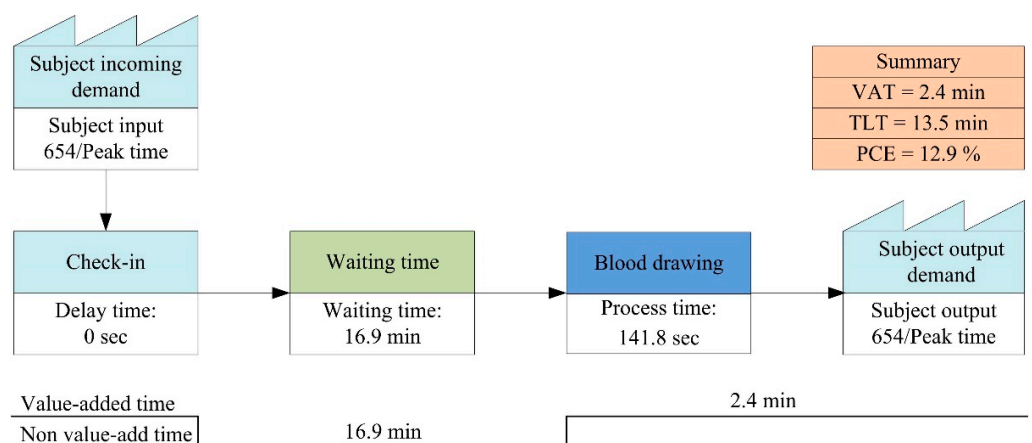 Subject incoming
demand
Subject input
654/Peak time
Summary
VAT = 2.4 min
TLT = 13.5 min
PCE = 12.9 %
Check-in
Delay time:
0 sec
Waiting time
Waiting time:
16.9 min
Blood drawing
Process time:
141.8 sec
Subject output
demand
Subject output
654/Peak time
Value-added time
2.4 min
Non value-add time
16.9 min